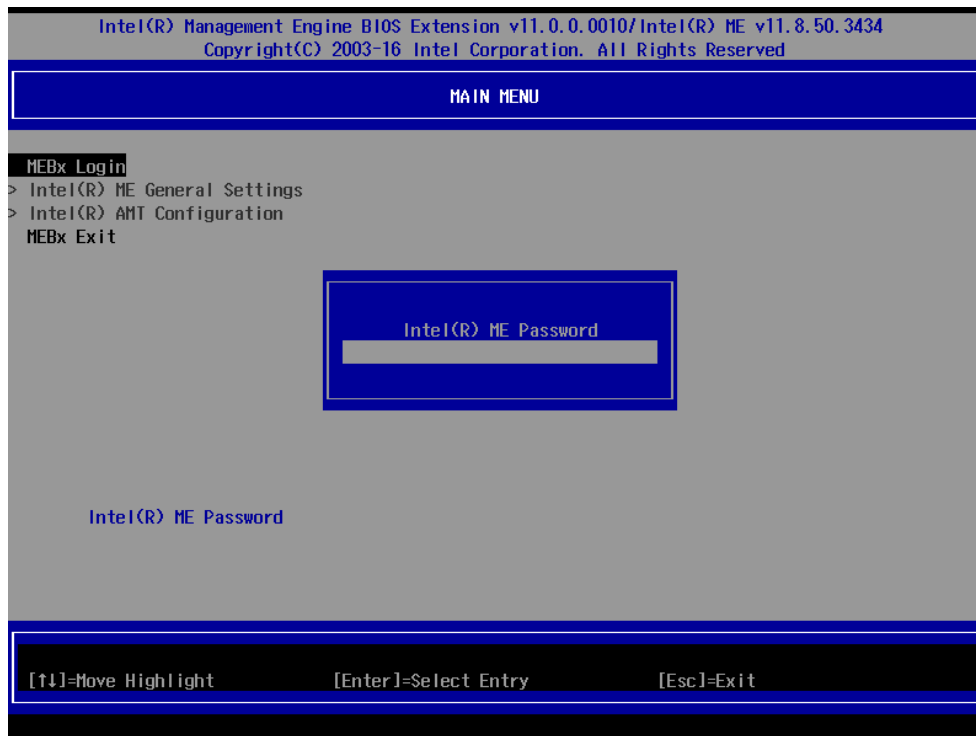 Intel(R) Management Engine BIOS Extension v11.0.0.0010/Intel(R) ME v11.8.50.3434
Copyright(C) 2003-16 Intel Corporation. All Rights Reserved
MAIN MENU
MEBx Login
> Intel(R) ME General Settings
> Intel(R) AMT Configuration
MEBx Exit
Intel(R) ME Password
Intel(R) ME Password
[↑↓]=Move Highlight [Enter]=Select Entry [Esc]=Exit